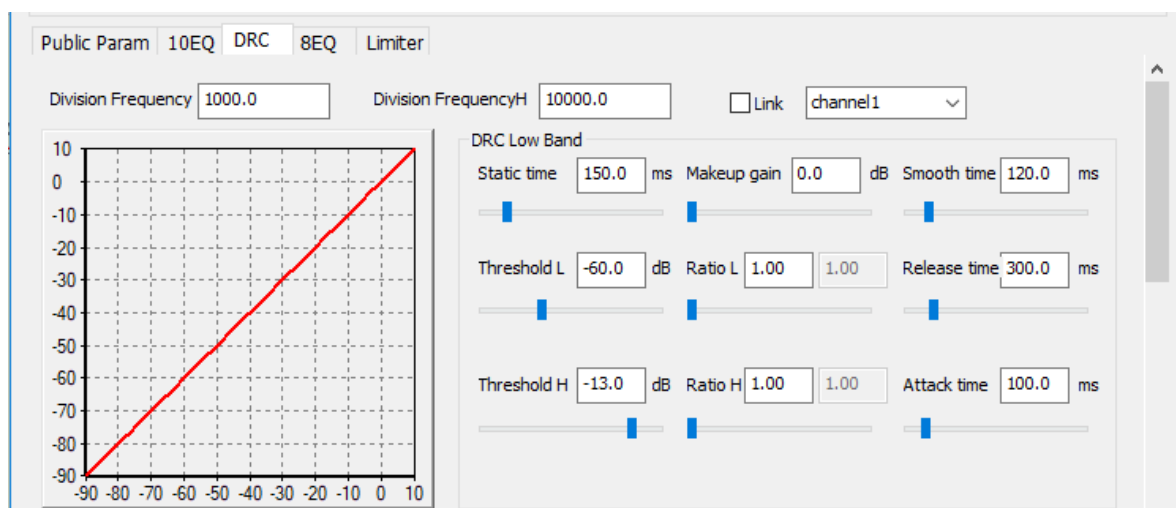 Public Param 10EQ DRC 8EQ Limiter
Division Frequency 1000.0 Division FrequencyH 10000.0 Link channel1
DRC Low Band
Static time 150.0 ms Makeup gain 0.0 dB Smooth time 120.0 ms
Threshold L -60.0 dB Ratio L 1.00 1.00 Release time 300.0 ms
Threshold H -13.0 dB Ratio H 1.00 1.00 Attack time 100.0 ms
10
0
-10
-20
-30
-40
-50
-60
-70
-80
-90
-90 -80 -70 -60 -50 -40 -30 -20 -10 0 10